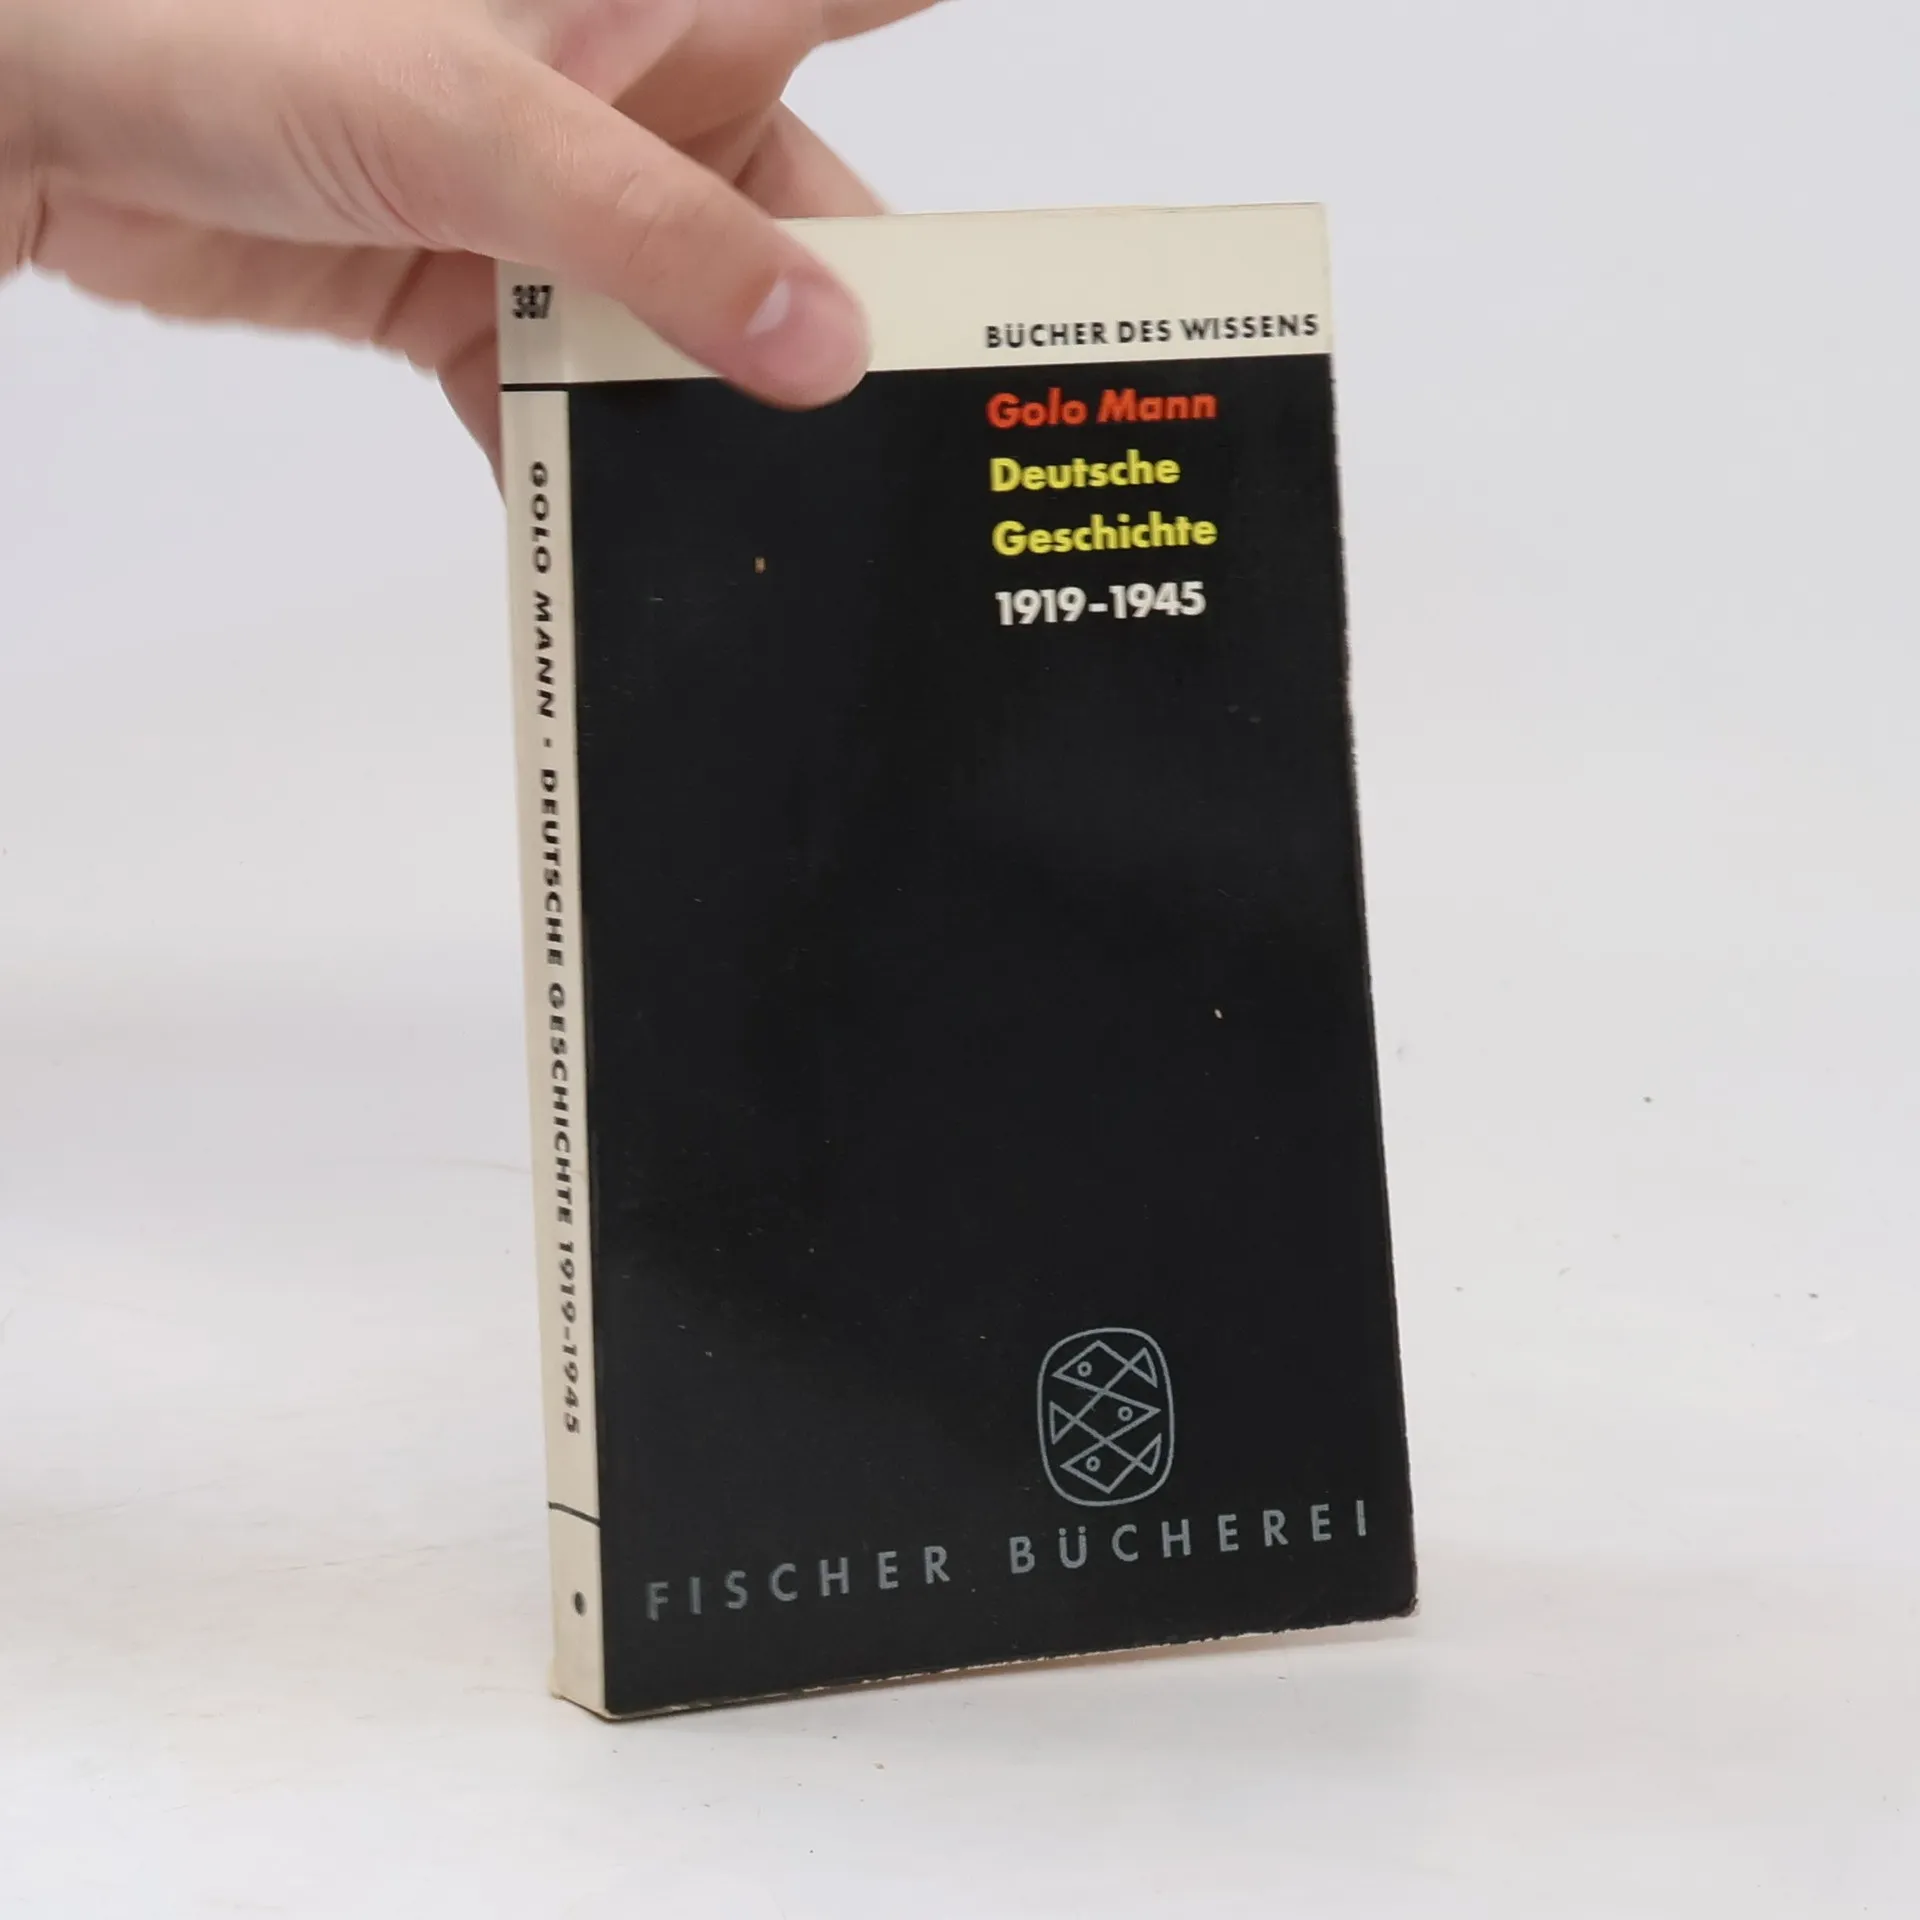 387
BÜCHER DES WISSENS
Golo Mann
Deutsche
Geschichte
1919-1945
GOLO MANN · DEUTSCHE GESCHICHTE 1919-1945
FISCHER BÜCHEREI